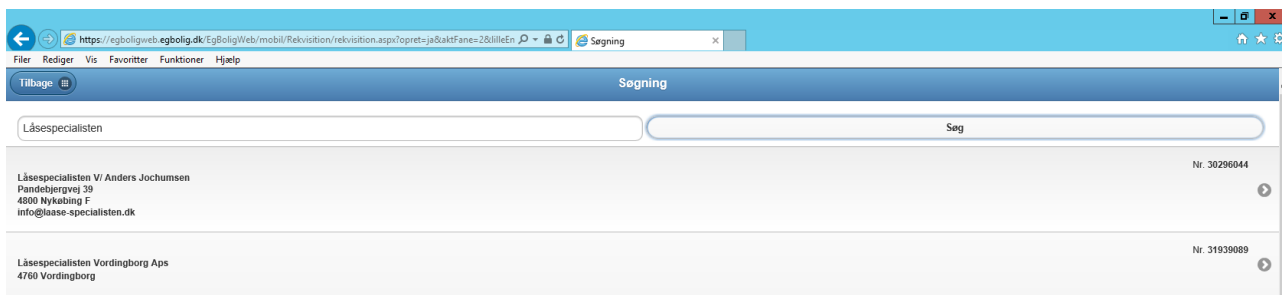 https://egboligweb.egbolig.dk/EgBoligWeb/mobil/Rekvisition/rekvisition.aspx?opret=ja&aktFane=2&lilleEn
Søgning
Filer Rediger Vis Favoritter Funktioner Hjælp
Tilbage
Søgning
Låsespecialisten
Søg
Nr. 30296044
Låsespecialisten V/ Anders Jochumsen
Pandebjergvej 39
4800 Nykøbing F
info@laase-specialisten.dk
Nr. 31939089
Låsespecialisten Vordingborg Aps
4760 Vordingborg